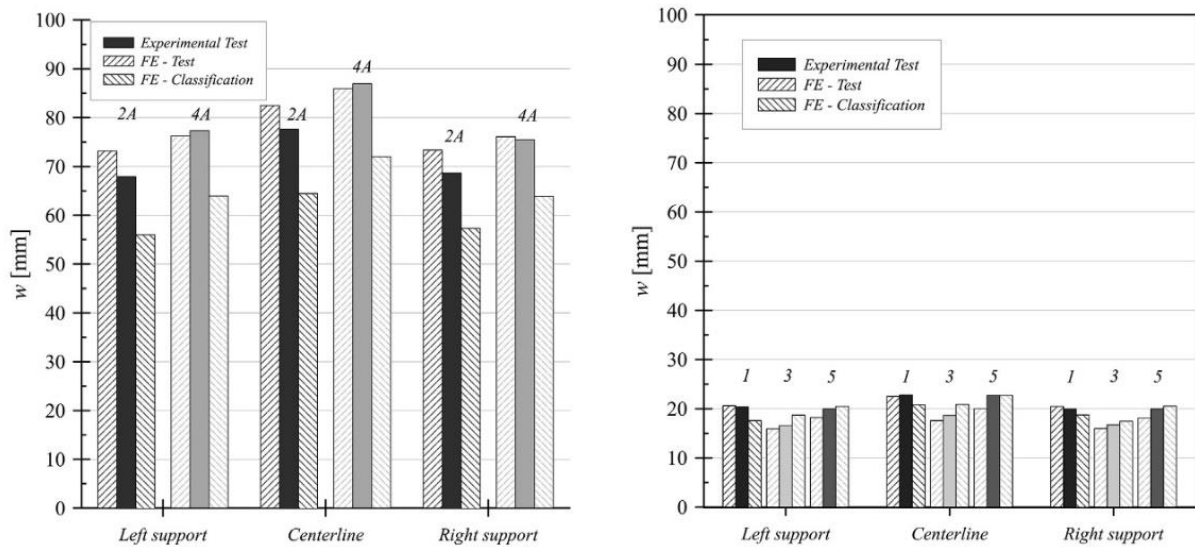 100
90
80
70
60
50
40
30
20
10
0
w [mm]
Experimental Test
FE - Test
FE - Classification
2A
4A
2A
4A
2A
4A
Left support
Centerline
Right support
100
90
80
70
60
50
40
30
20
10
0
w [mm]
Experimental Test
FE - Test
FE - Classification
1 3 5
1 3 5
1 3 5
Left support
Centerline
Right support